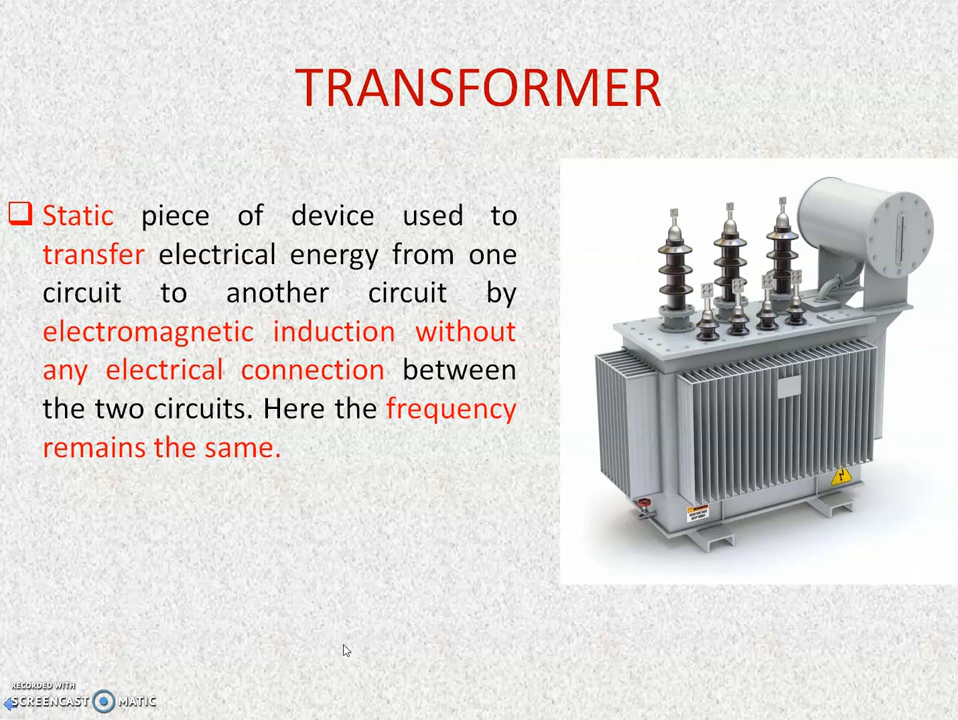 TRANSFORMER
Static piece of device used to
transfer electrical energy from one
circuit to another circuit by
electromagnetic induction without
any electrical connection between
the two circuits. Here the frequency
remains the same.
RECORDED WITH
SCREENCAST MATIC